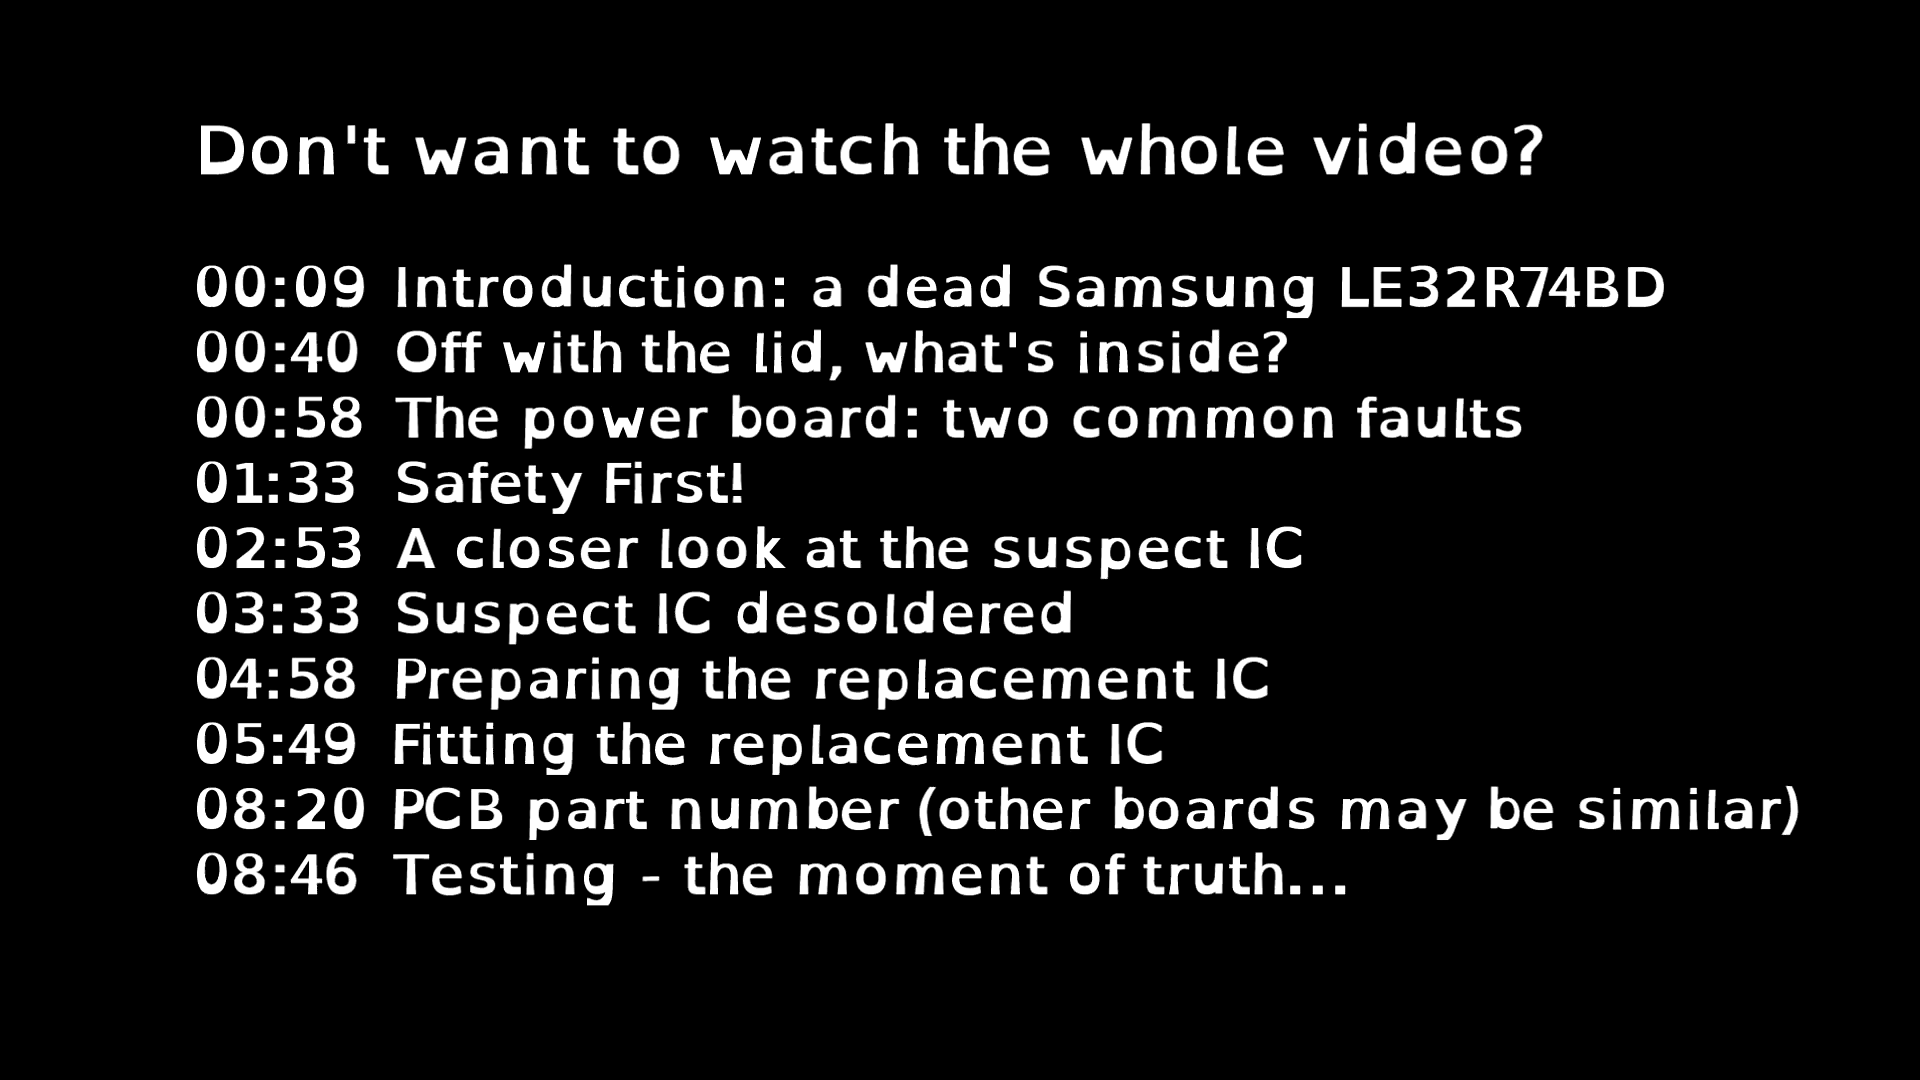 Don't want to watch the whole video?
00:09 Introduction: a dead Samsung LE32R74BD
00:40 Off with the lid, what's inside?
00:58 The power board: two common faults
01:33 Safety First!
02:53 A closer look at the suspect IC
03:33 Suspect IC desoldered
04:58 Preparing the replacement IC
05:49 Fitting the replacement IC
08:20 PCB part number (other boards may be similar)
08:46 Testing - the moment of truth...